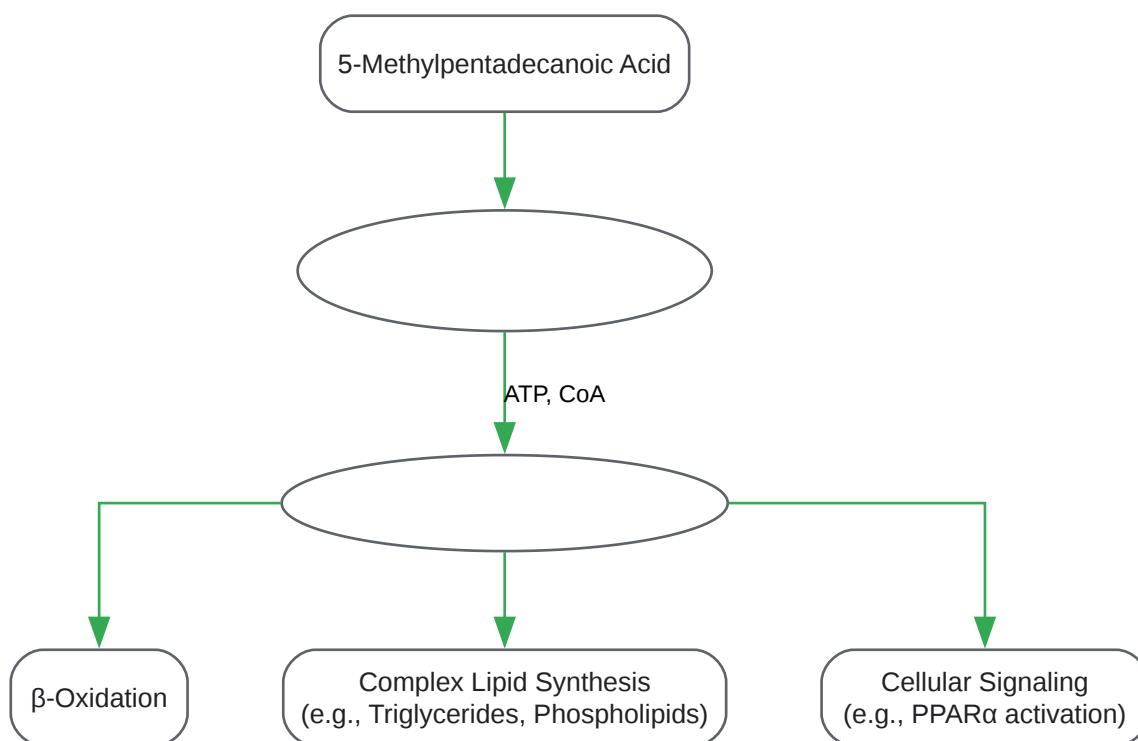 5-Methylpentadecanoic Acid
ATP, CoA
β-Oxidation
Complex Lipid Synthesis
(e.g., Triglycerides, Phospholipids)
Cellular Signaling
(e.g., PPARα activation)